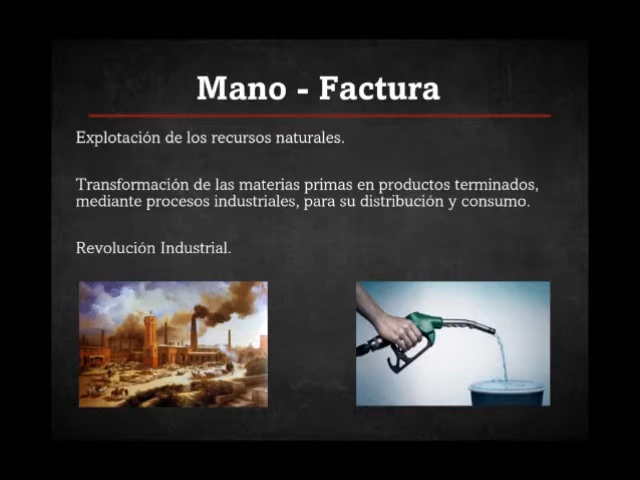 Mano - Factura
Explotación de los recursos naturales.
Transformación de las materias primas en productos terminados,
mediante procesos industriales, para su distribución y consumo.
Revolución Industrial.